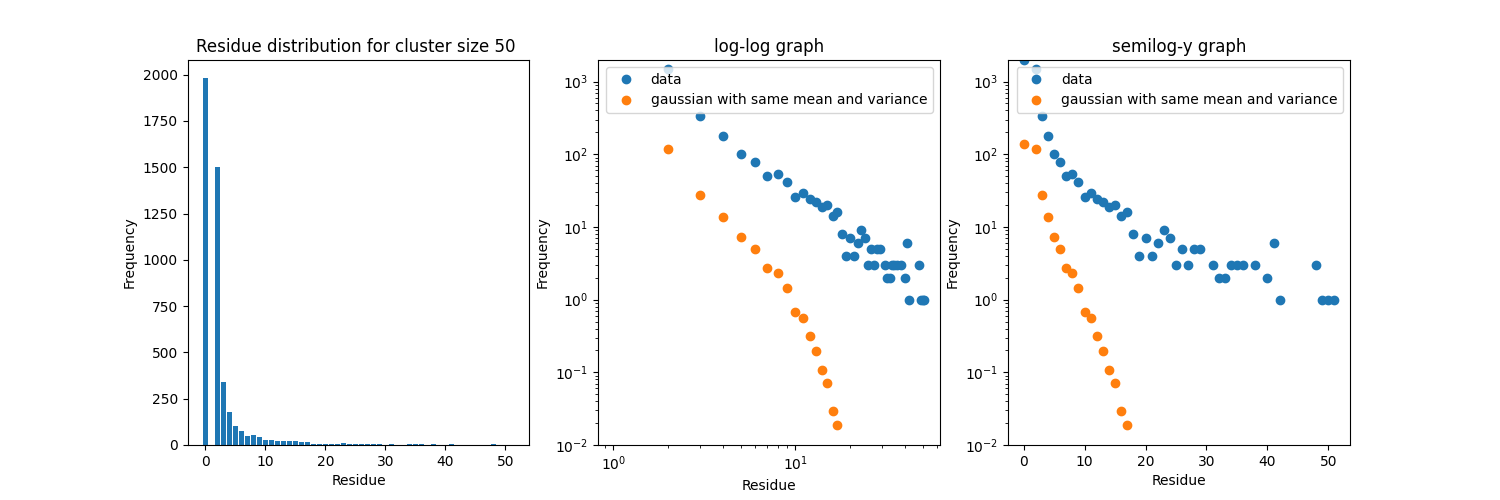 Residue distribution for cluster size 50
2000
1750
1500
1250
1000
750
500
250
0
0 10 20 30 40 50
Frequency
Residue
log-log graph
data
gaussian with same mean and variance
10³
10²
10¹
10⁰
10⁻¹
10⁻²
10⁰ 10¹
Frequency
Residue
semilog-y graph
data
gaussian with same mean and variance
10³
10²
10¹
10⁰
10⁻¹
10⁻²
0 10 20 30 40 50
Frequency
Residue